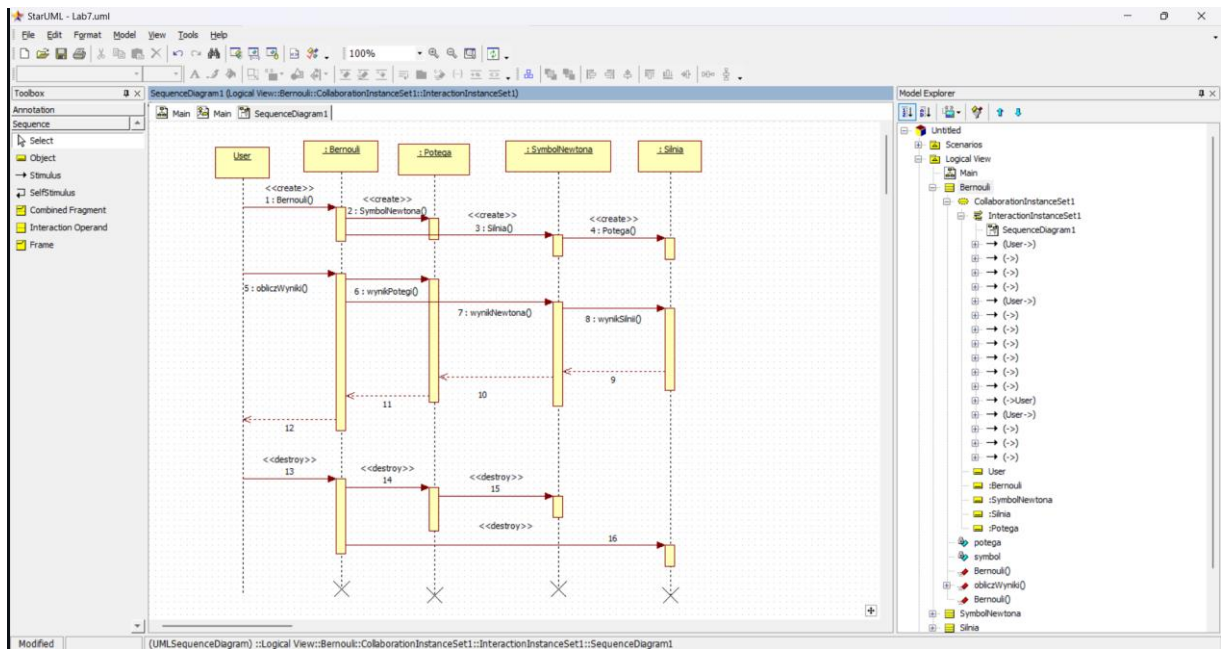 StarUML - Lab7.uml
File Edit Format Model View Tools Help
100%
Toolbox
Annotation
Sequence
Select
Object
Stimulus
SelfStimulus
Combined Fragment
Interaction Operand
Frame
SequenceDiagram1 (Logical View::Bernouli::CollaborationInstanceSet1::InteractionInstanceSet1)
Main Main SequenceDiagram1
User : Bernouli : Potega : SymbolNewtona : Silnia
<<create>>
1 : Bernouli()
<<create>>
2 : SymbolNewtona()
<<create>>
3 : Silnia()
<<create>>
4 : Potega()
5 : obliczWyniki()
6 : wynikPotegi()
7 : wynikNewtona()
8 : wynikSilnii()
9
10
11
12
<<destroy>>
13
<<destroy>>
14
<<destroy>>
15
<<destroy>>
16
Model Explorer
Untitled
Scenarios
Logical View
Main
Bernouli
CollaborationInstanceSet1
InteractionInstanceSet1
SequenceDiagram1
(User->)
(->)
(->)
(->)
(User->)
(->)
(->)
(->)
(->)
(->)
(->)
(->User)
(User->)
(->)
(->)
(->)
User
:Bernouli
:SymbolNewtona
:Silnia
:Potega
potega
symbol
Bernouli()
obliczWyniki()
Bernouli()
SymbolNewtona
Silnia
Modified
(UMLSequenceDiagram) ::Logical View::Bernouli::CollaborationInstanceSet1::InteractionInstanceSet1::SequenceDiagram1